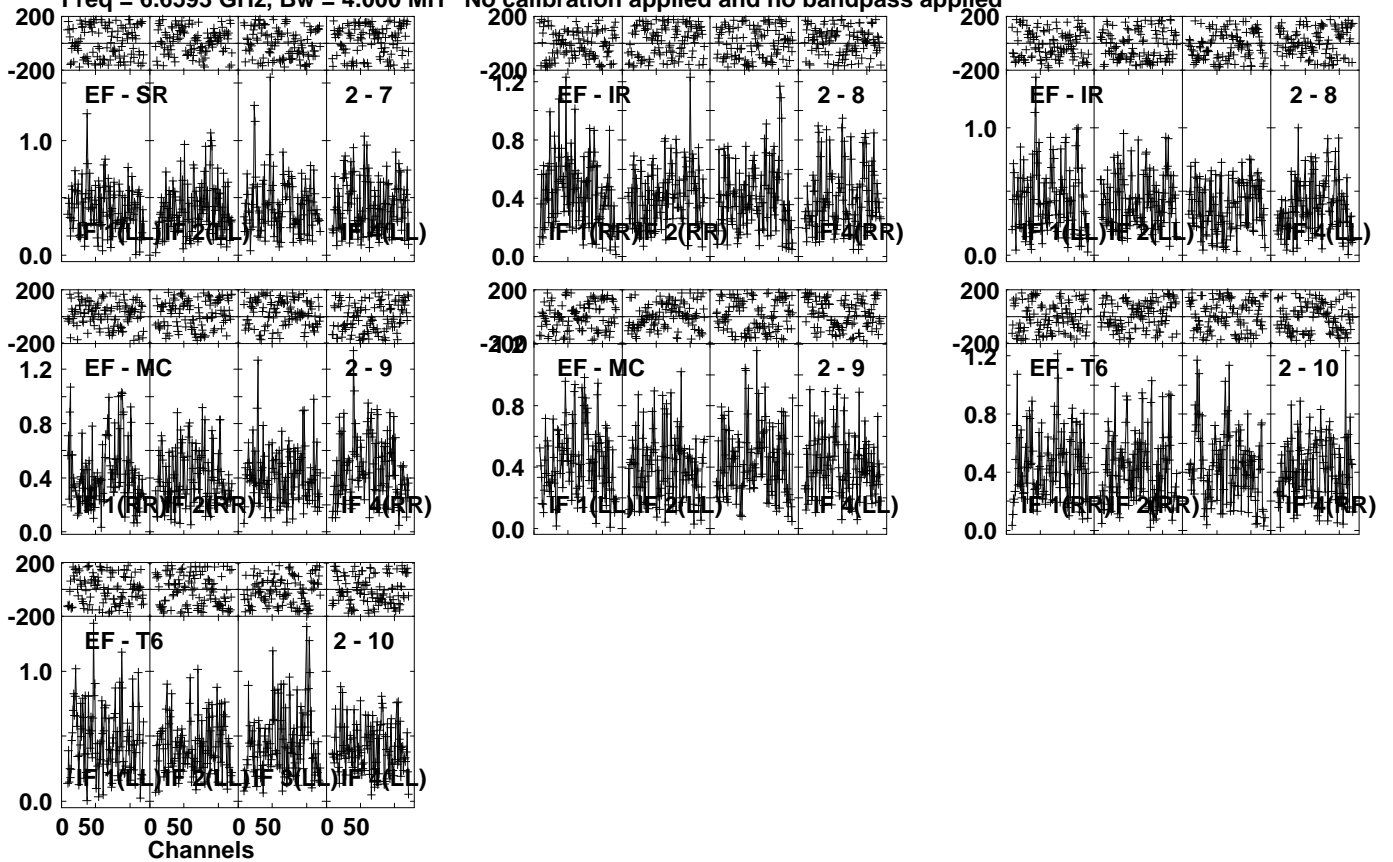 Freq = 6.6593 GHz, Bw = 4.000 MH No calibration applied and no bandpass applied
200 200 200
-200 -200 -200
EF - SR 2 - 7 1.2 EF - IR 2 - 8 EF - IR 2 - 8
1.0 0.8 1.0
0.4
IF 1(LL) IF 2(LL) IF 4(LL) IF 1(RR) IF 2(RR) IF 4(RR) IF 1(LL) IF 2(LL) IF 4(LL)
0.0 0.0 0.0
200 200 200
-200 -200 1.2 -200
EF - MC 2 - 9 EF - MC 2 - 9 EF - T6 2 - 10
1.2 1.2
0.8 0.8 0.8
0.4 0.4 0.4
IF 1(RR) IF 2(RR) IF 4(RR) IF 1(LL) IF 2(LL) IF 4(LL) IF 1(RR) IF 2(RR) IF 4(RR)
0.0 0.0 0.0
200
-200
EF - T6 2 - 10
1.0
IF 1(LL) IF 2(LL) IF 3(LL) IF 4(LL)
0.0
0 50 0 50 0 50 0 50
Channels